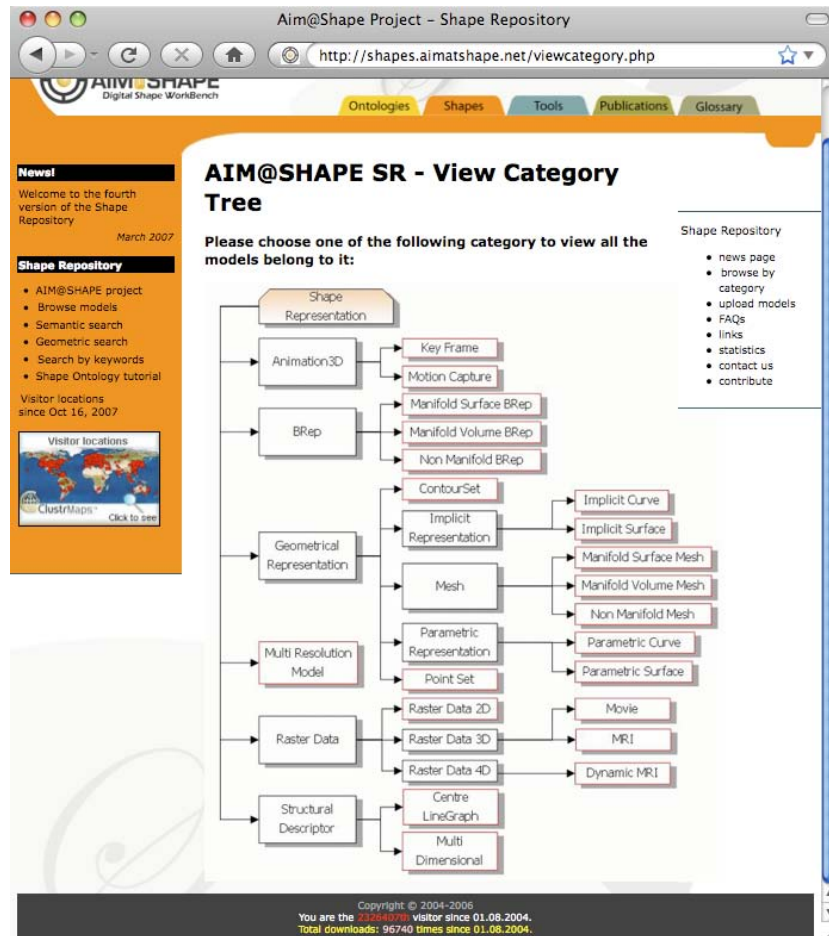 Aim@Shape Project – Shape Repository
http://shapes.aimatshape.net/viewcategory.php
AIM@SHAPE
Digital Shape WorkBench
Ontologies
Shapes
Tools
Publications
Glossary
News!
Welcome to the fourth
version of the Shape
Repository
March 2007
Shape Repository
AIM@SHAPE project
Browse models
Semantic search
Geometric search
Search by keywords
Shape Ontology tutorial
Visitor locations
since Oct 16, 2007
Visitor locations
ClustrMaps
Click to see
AIM@SHAPE SR - View Category
Tree
Please choose one of the following category to view all the
models belong to it:
Shape
Representation
Animation3D
Key Frame
Motion Capture
BRep
Manifold Surface BRep
Manifold Volume BRep
Non Manifold BRep
Geometrical
Representation
ContourSet
Implicit
Representation
Implicit Curve
Implicit Surface
Mesh
Manifold Surface Mesh
Manifold Volume Mesh
Non Manifold Mesh
Parametric
Representation
Parametric Curve
Parametric Surface
Point Set
Multi Resolution
Model
Raster Data
Raster Data 2D
Raster Data 3D
Movie
MRI
Raster Data 4D
Dynamic MRI
Structural
Descriptor
Centre
LineGraph
Multi
Dimensional
Shape Repository
news page
browse by
category
upload models
FAQs
links
statistics
contact us
contribute
Copyright © 2004-2006
You are the 2326407th visitor since 01.08.2004.
Total downloads: 96740 times since 01.08.2004.